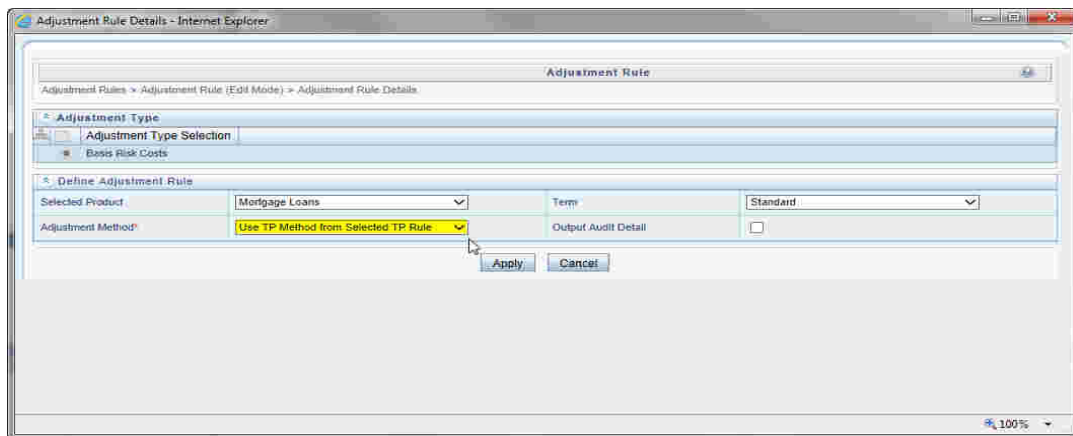 Adjustment Rule Details - Internet Explorer
Adjustment Rule
Adjustment Rules > Adjustment Rule (Edit Mode) > Adjustment Rule Details
Adjustment Type
Adjustment Type Selection
Basis Risk Costs
Define Adjustment Rule
Selected Product Mortgage Loans Term Standard
Adjustment Method* Use TP Method from Selected TP Rule Output Audit Detail
Apply Cancel
100%